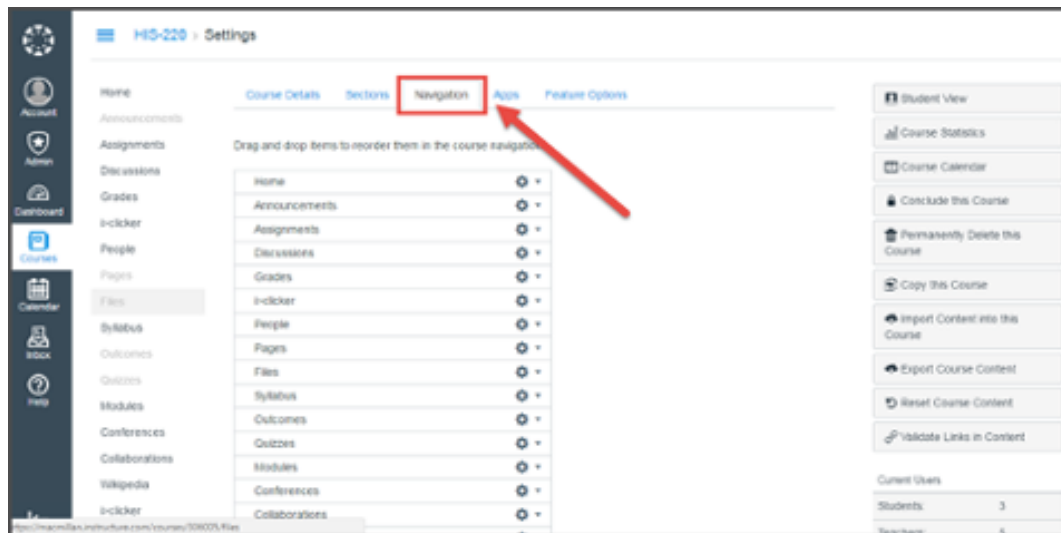 HIS-220 > Settings
Account
Admin
Dashboard
Courses
Calendar
Inbox
Help
Home
Announcements
Assignments
Discussions
Grades
i-clicker
People
Pages
Files
Syllabus
Outcomes
Quizzes
Modules
Conferences
Collaborations
Wikipedia
i-clicker
Course Details Sections Navigation Apps Feature Options
Drag and drop items to reorder them in the course navigation
Home
Announcements
Assignments
Discussions
Grades
i-clicker
People
Pages
Files
Syllabus
Outcomes
Quizzes
Modules
Conferences
Collaborations
Student View
Course Statistics
Course Calendar
Conclude this Course
Permanently Delete this
Course
Copy this Course
Import Content into this
Course
Export Course Content
Reset Course Content
Validate Links in Content
Current Users
Students: 3